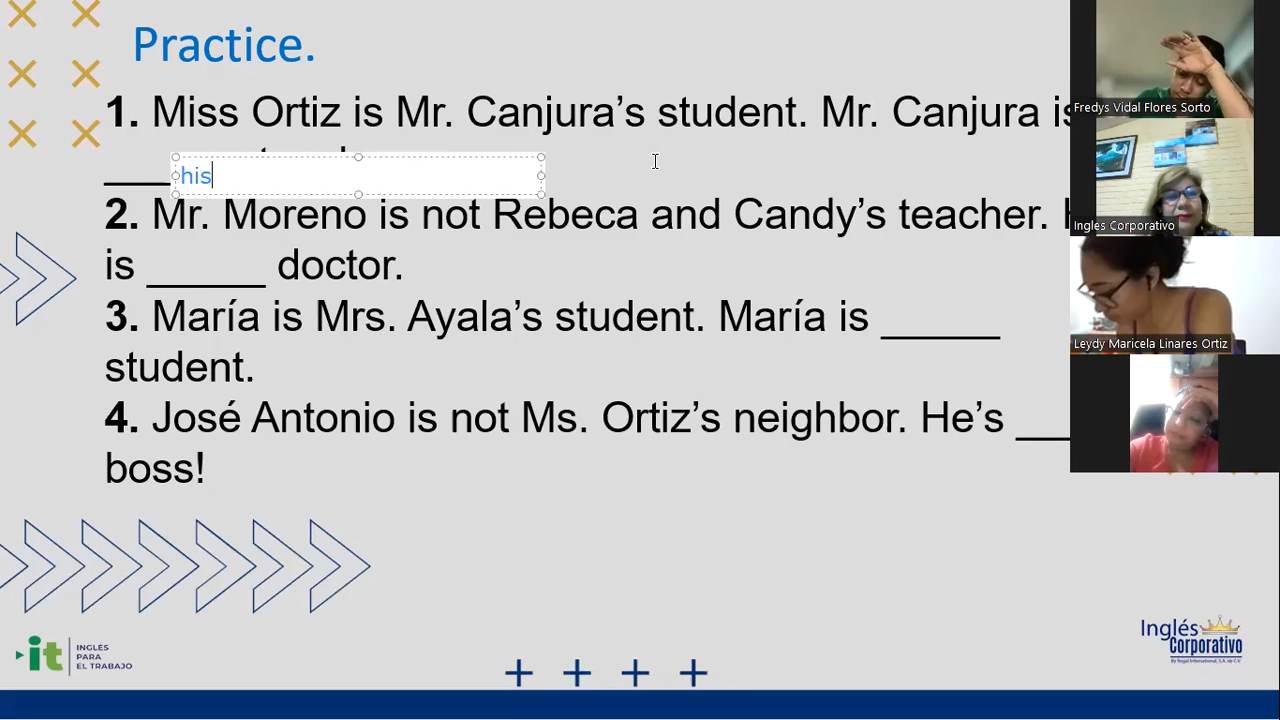 Practice.
1. Miss Ortiz is Mr. Canjura’s student. Mr. Canjura is
his
2. Mr. Moreno is not Rebeca and Candy’s teacher.
is ______ doctor.
3. María is Mrs. Ayala’s student. María is _____
student.
4. José Antonio is not Ms. Ortiz’s neighbor. He’s ___
boss!
Fredys Vidal Flores Sorto
Ingles Corporativo
Leydy Maricela Linares Ortiz
it INGLÉS
PARA
EL TRABAJO
Inglés
Corporativo